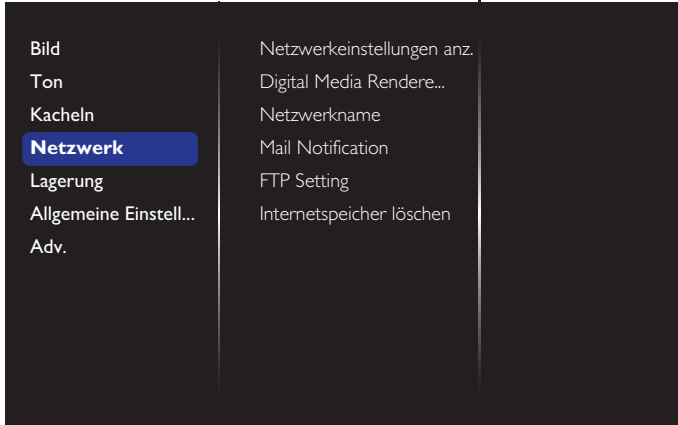 Bild
Ton
Kacheln
Netzwerk
Lagerung
Allgemeine Einstell...
Adv.
Netzwerkeinstellungen anz.
Digital Media Rendere...
Netzwerkname
Mail Notification
FTP Setting
Internetspeicher löschen